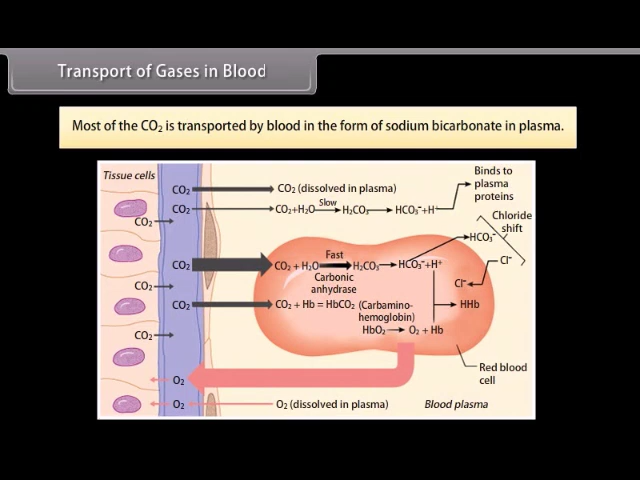 Transport of Gases in Blood
Most of the CO₂ is transported by blood in the form of sodium bicarbonate in plasma.
Tissue cells
CO₂
CO₂ (dissolved in plasma)
Binds to
plasma
proteins
CO₂
CO₂+H₂O
Slow
H₂CO₃
HCO₃⁻+H⁺
CO₂
Chloride
shift
HCO₃⁻
CO₂
CO₂ + H₂O
Fast
Carbonic
anhydrase
H₂CO₃
HCO₃⁻+H⁺
Cl⁻
Cl⁻
CO₂
CO₂
CO₂ + Hb = HbCO₂ (Carbamino-
hemoglobin)
HHb
HbO₂
O₂ + Hb
CO₂
Red blood
cell
O₂
O₂
O₂ (dissolved in plasma)
Blood plasma